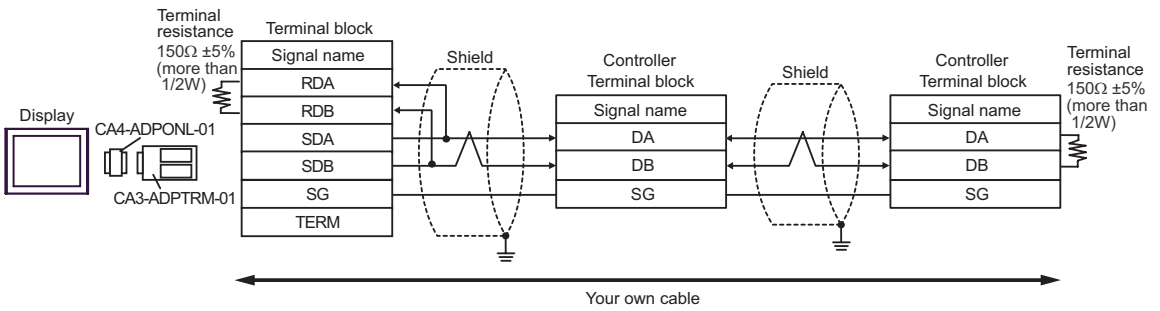 Terminal
resistance
150Ω ±5%
(more than
1/2W)
Display
CA4-ADPONL-01
CA3-ADPTRM-01
Terminal block
Signal name
RDA
RDB
SDA
SDB
SG
TERM
Shield
Controller
Terminal block
Signal name
DA
DB
SG
Shield
Controller
Terminal block
Signal name
DA
DB
SG
Terminal
resistance
150Ω ±5%
(more than
1/2W)
Your own cable